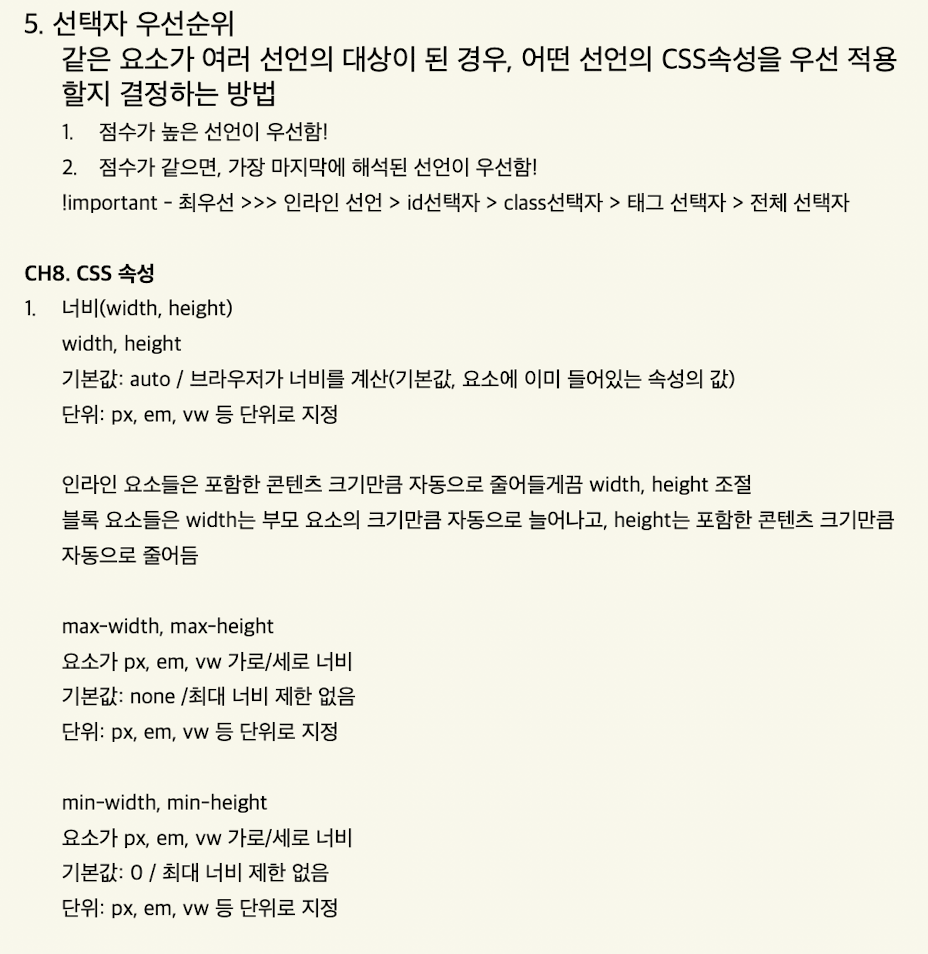 5. 선택자 우선순위
같은 요소가 여러 선언의 대상이 된 경우, 어떤 선언의 CSS속성을 우선 적용
할지 결정하는 방법
1. 점수가 높은 선언이 우선함!
2. 점수가 같으면, 가장 마지막에 해석된 선언이 우선함!
!important - 최우선 >>> 인라인 선언 > id선택자 > class선택자 > 태그 선택자 > 전체 선택자
CH8. CSS 속성
1. 너비(width, height)
width, height
기본값: auto / 브라우저가 너비를 계산(기본값, 요소에 이미 들어있는 속성의 값)
단위: px, em, vw 등 단위로 지정
인라인 요소들은 포함한 콘텐츠 크기만큼 자동으로 줄어들게끔 width, height 조절
블록 요소들은 width는 부모 요소의 크기만큼 자동으로 늘어나고, height는 포함한 콘텐츠 크기만큼
자동으로 줄어듬
max-width, max-height
요소가 px, em, vw 가로/세로 너비
기본값: none /최대 너비 제한 없음
단위: px, em, vw 등 단위로 지정
min-width, min-height
요소가 px, em, vw 가로/세로 너비
기본값: 0 / 최대 너비 제한 없음
단위: px, em, vw 등 단위로 지정